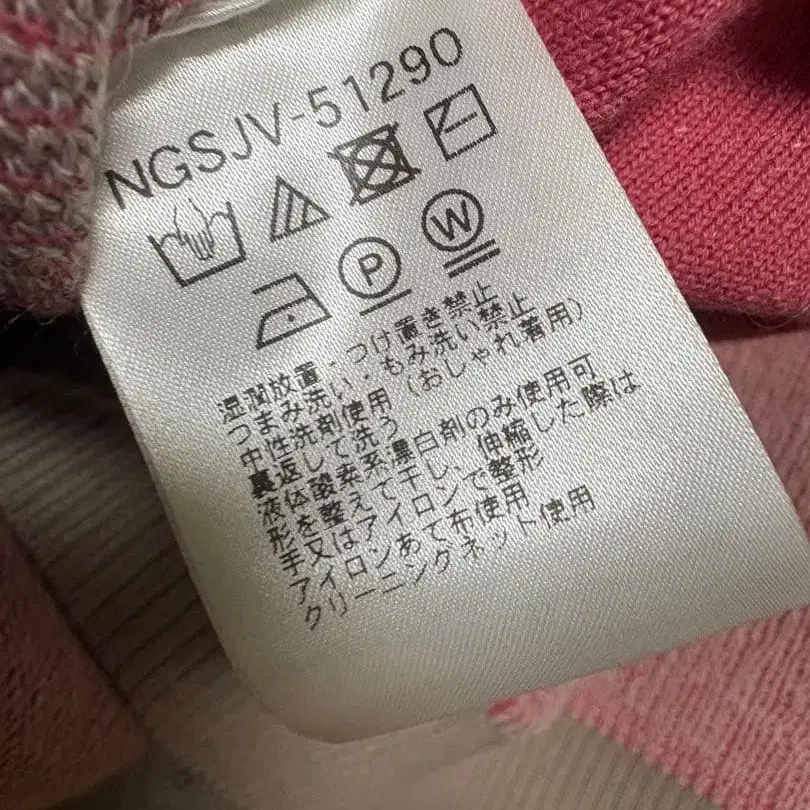 NGSJV-51290
P W
湿潤放置・つけ置き禁止
つまみ洗い・もみ洗い禁止
中性洗剤使用 (おしゃれ着用)
裏返して洗う
液体酸素系漂白剤のみ使用可
形を整えて干し、伸縮した際は
手又はアイロンで整形
アイロンあて布使用
クリーニングネット使用